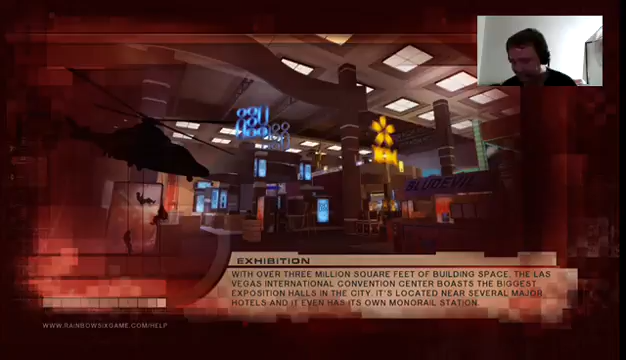 BLUDEVIL
EXHIBITION
WITH OVER THREE MILLION SQUARE FEET OF BUILDING SPACE, THE LAS
VEGAS INTERNATIONAL CONVENTION CENTER BOASTS THE BIGGEST
EXPOSITION HALLS IN THE CITY. IT'S LOCATED NEAR SEVERAL MAJOR
HOTELS AND IT EVEN HAS ITS OWN MONORAIL STATION.
WWW.RAINBOWSIXGAME.COM/HELP